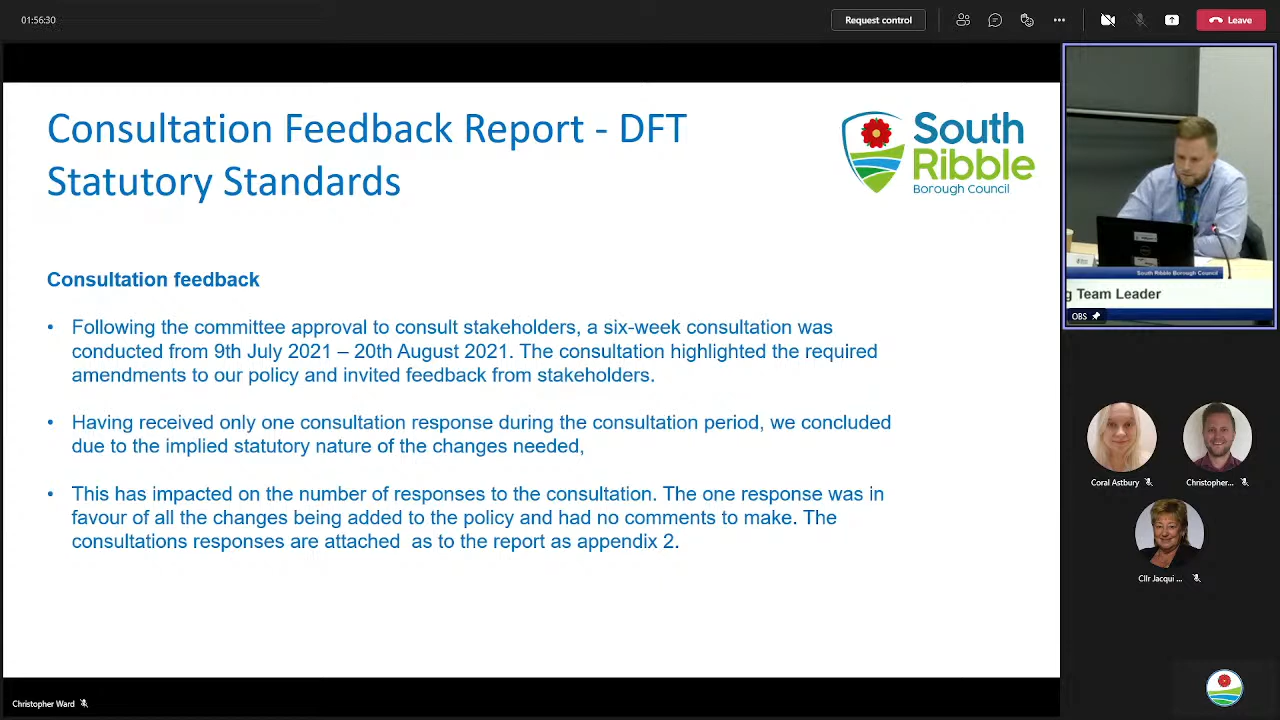 01:56:30
Request control
Leave
Consultation Feedback Report - DFT
Statutory Standards
South
Ribble
Borough Council
Consultation feedback
• Following the committee approval to consult stakeholders, a six-week consultation was
conducted from 9th July 2021 – 20th August 2021. The consultation highlighted the required
amendments to our policy and invited feedback from stakeholders.
• Having received only one consultation response during the consultation period, we concluded
due to the implied statutory nature of the changes needed,
• This has impacted on the number of responses to the consultation. The one response was in
favour of all the changes being added to the policy and had no comments to make. The
consultations responses are attached  as to the report as appendix 2.
South Ribble Borough Council
g Team Leader
OBS
Coral Astbury
Christopher...
Cllr Jacqui ...
Christopher Ward